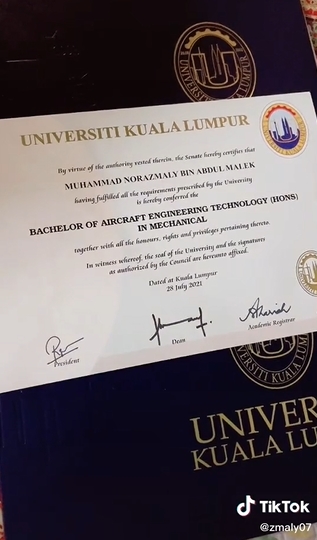 UNIVERSITI KUALA LUMPUR
By virtue of the authority vested therein, the Senate hereby certifies that
MUHAMMAD NORAZMALY BIN ABDUL MALEK
having fulfilled all the requirements prescribed by the University
is hereby conferred the
BACHELOR OF AIRCRAFT ENGINEERING TECHNOLOGY (HONS)
IN MECHANICAL
together with all the honours, rights and privileges pertaining thereto.
In witness whereof, the seal of the University and the signatures
as authorized by the Council are hereunto affixed.
Dated at Kuala Lumpur
28 July 2021
President
Dean
Academic Registrar
UNIVER
KUALA LU
TikTok
@zmaly07